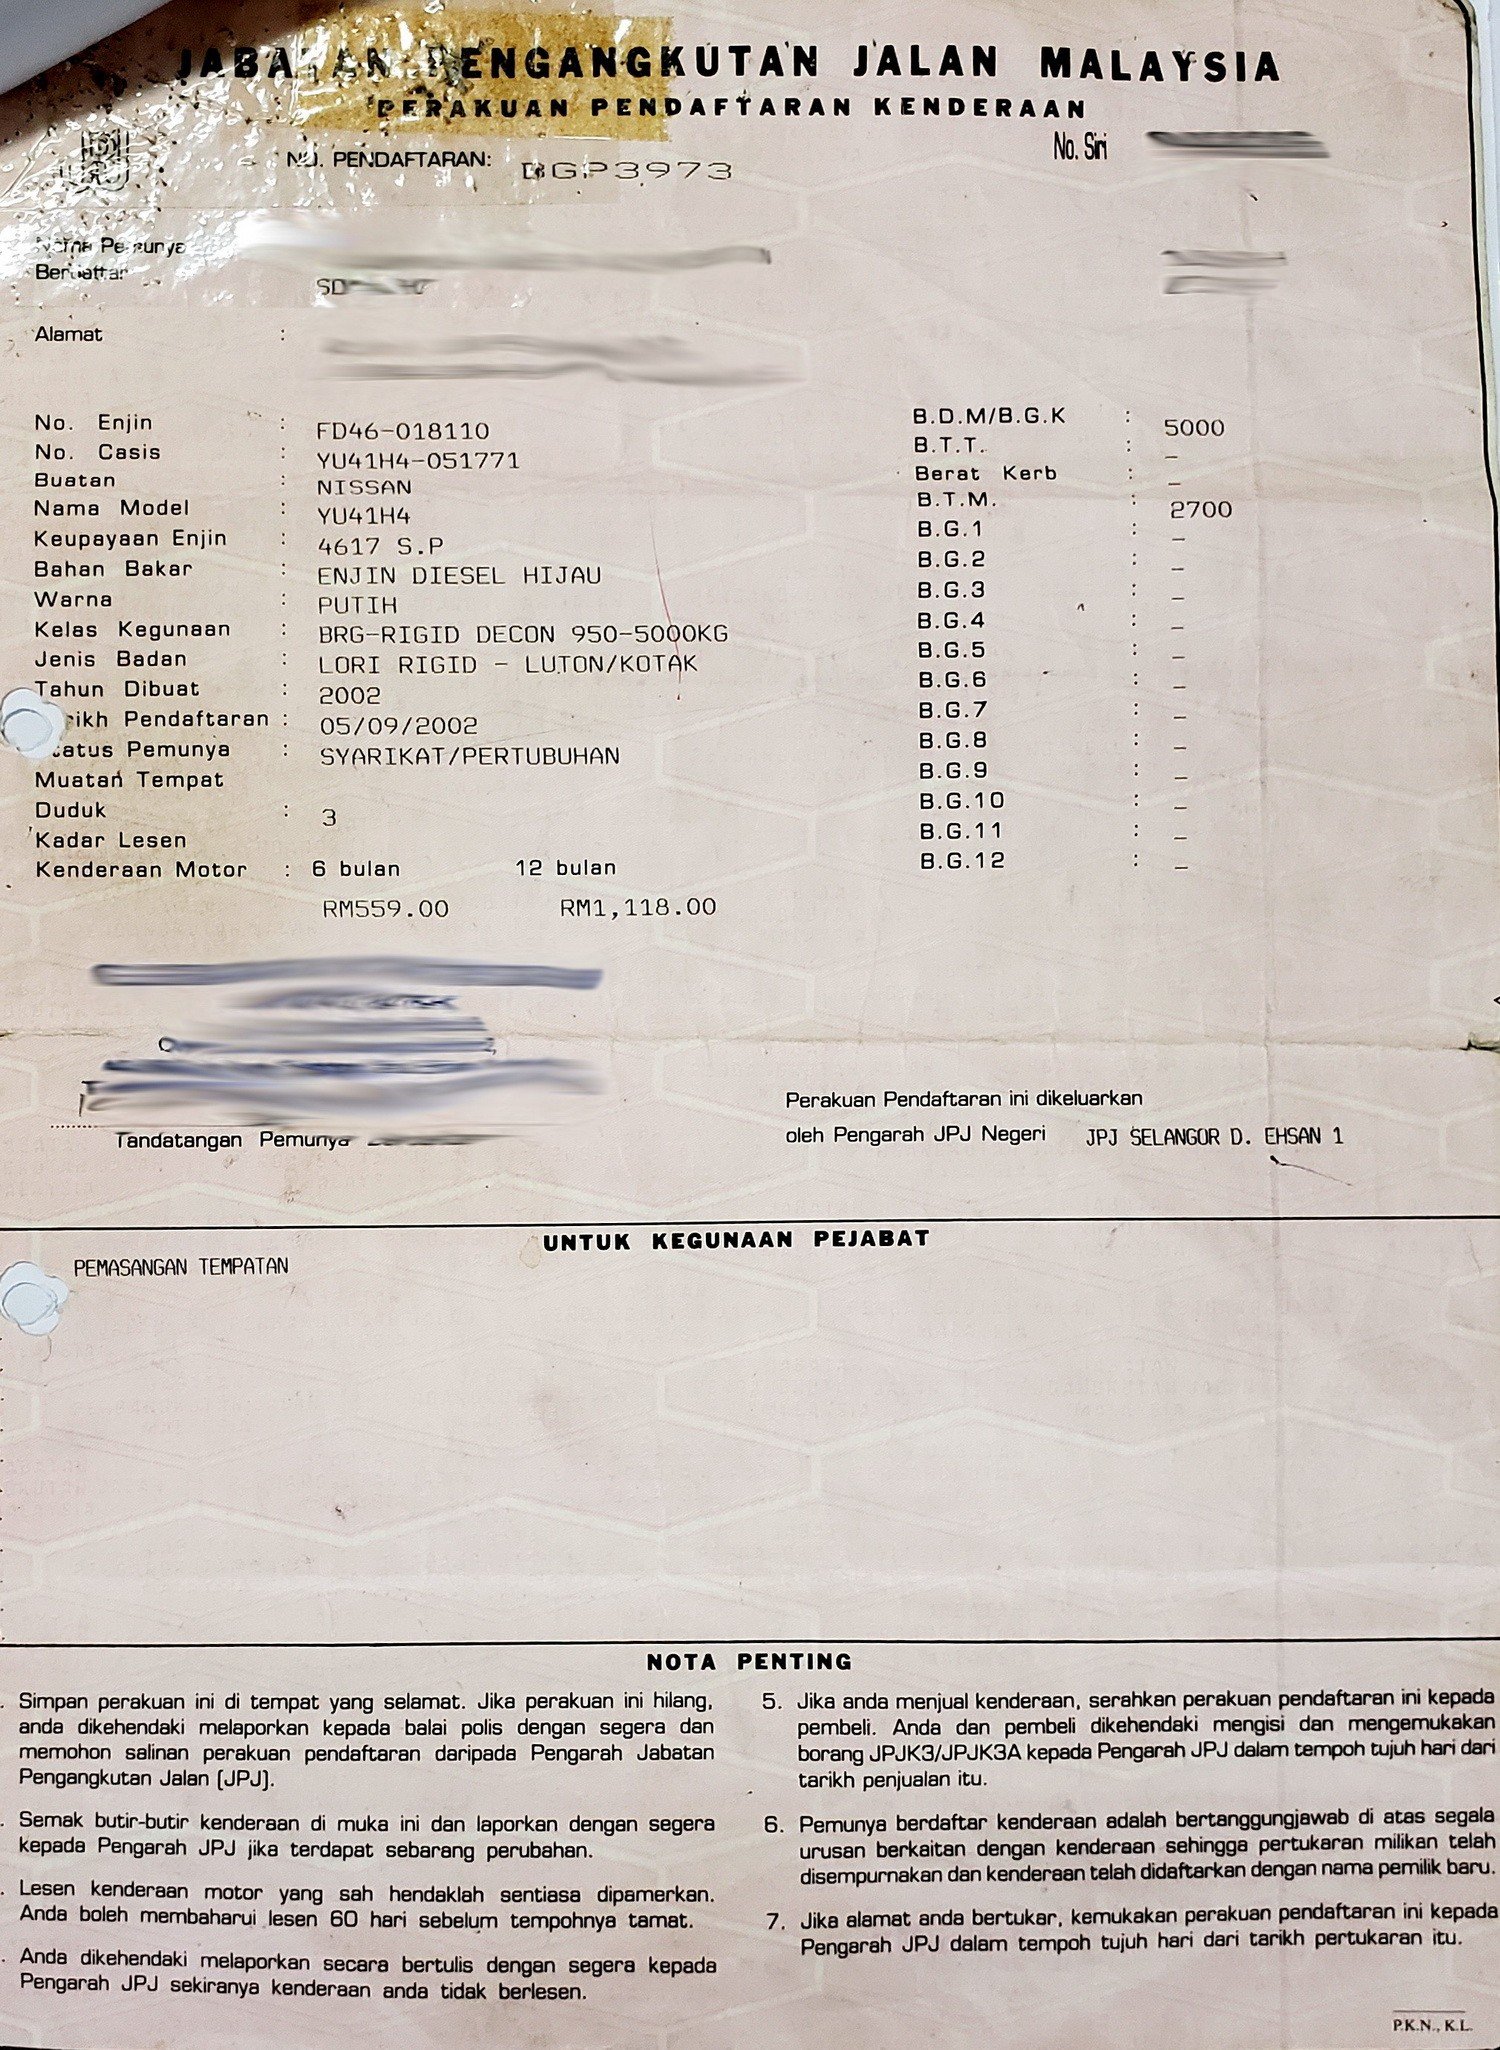 JABATAN PENGANGKUTAN JALAN MALAYSIA
PERAKUAN PENDAFTARAN KENDERAAN
NO. PENDAFTARAN: BGP3973
No. Siri
Nama Pemunya
Berdaftar
Alamat :
No. Enjin : FD46-018110
No. Casis : YU41H4-051771
Buatan : NISSAN
Nama Model : YU41H4
Keupayaan Enjin : 4617 S.P
Bahan Bakar : ENJIN DIESEL HIJAU
Warna : PUTIH
Kelas Kegunaan : BRG-RIGID DECON 950-5000KG
Jenis Badan : LORI RIGID - LUTON/KOTAK
Tahun Dibuat : 2002
rikh Pendaftaran : 05/09/2002
tatus Pemunya : SYARIKAT/PERTUBUHAN
Muatan Tempat
Duduk : 3
Kadar Lesen
Kenderaan Motor : 6 bulan 12 bulan
RM559.00 RM1,118.00
B.D.M/B.G.K : 5000
B.T.T. : -
Berat Kerb : -
B.T.M. : 2700
B.G.1 : -
B.G.2 : -
B.G.3 : -
B.G.4 : -
B.G.5 : -
B.G.6 : -
B.G.7 : -
B.G.8 : -
B.G.9 : -
B.G.10 : -
B.G.11 : -
B.G.12 : -
Tandatangan Pemunya
Perakuan Pendaftaran ini dikeluarkan
oleh Pengarah JPJ Negeri JPJ SELANGOR D. EHSAN 1
UNTUK KEGUNAAN PEJABAT
PEMASANGAN TEMPATAN
NOTA PENTING
. Simpan perakuan ini di tempat yang selamat. Jika perakuan ini hilang,
anda dikehendaki melaporkan kepada balai polis dengan segera dan
memohon salinan perakuan pendaftaran daripada Pengarah Jabatan
Pengangkutan Jalan (JPJ).
. Semak butir-butir kenderaan di muka ini dan laporkan dengan segera
kepada Pengarah JPJ jika terdapat sebarang perubahan.
. Lesen kenderaan motor yang sah hendaklah sentiasa dipamerkan.
Anda boleh membaharui lesen 60 hari sebelum tempohnya tamat.
. Anda dikehendaki melaporkan secara bertulis dengan segera kepada
Pengarah JPJ sekiranya kenderaan anda tidak berlesen.
5. Jika anda menjual kenderaan, serahkan perakuan pendaftaran ini kepada
pembeli. Anda dan pembeli dikehendaki mengisi dan mengemukakan
borang JPJK3/JPJK3A kepada Pengarah JPJ dalam tempoh tujuh hari dari
tarikh penjualan itu.
6. Pemunya berdaftar kenderaan adalah bertanggungjawab di atas segala
urusan berkaitan dengan kenderaan sehingga pertukaran milikan telah
disempurnakan dan kenderaan telah didaftarkan dengan nama pemilik baru.
7. Jika alamat anda bertukar, kemukakan perakuan pendaftaran ini kepada
Pengarah JPJ dalam tempoh tujuh hari dari tarikh pertukaran itu.
P.K.N., K.L.